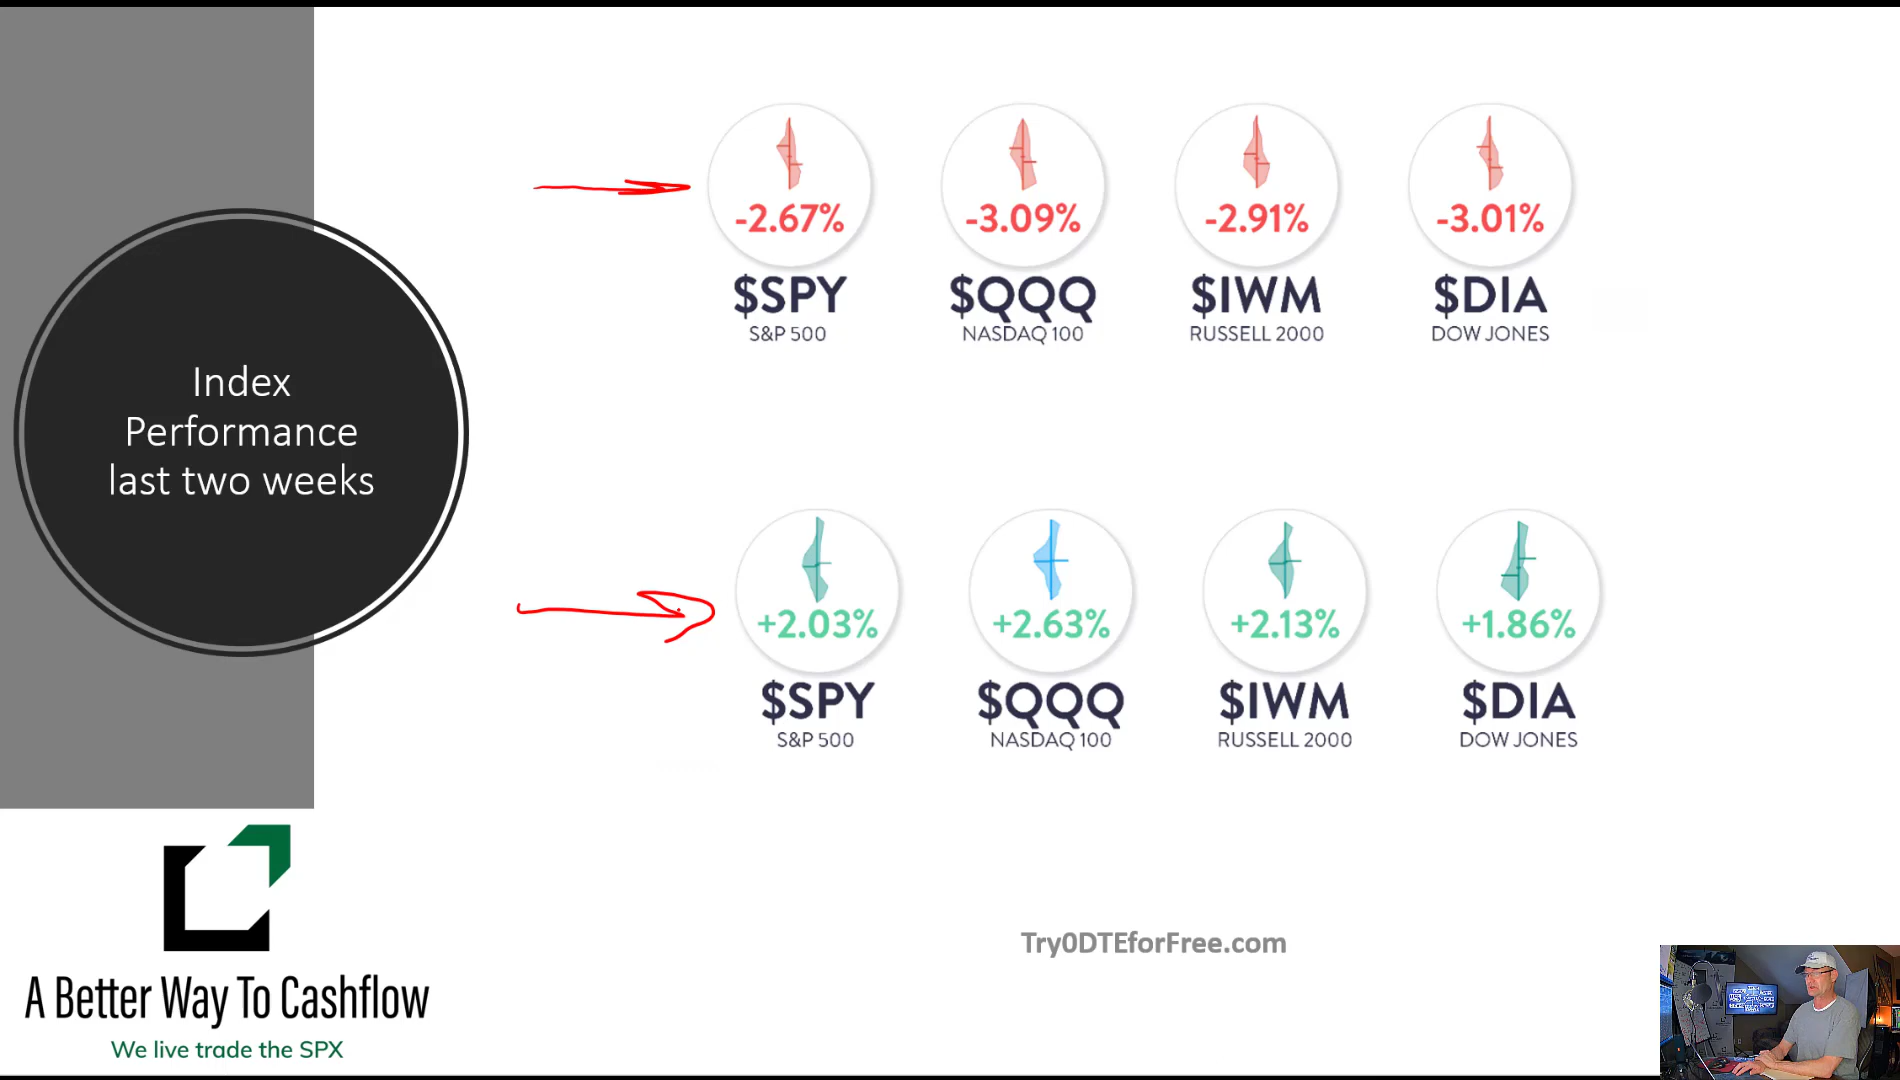 Index
Performance
last two weeks
-2.67%
-3.09%
-2.91%
-3.01%
$SPY
$QQQ
$IWM
$DIA
S&P 500
NASDAQ 100
RUSSELL 2000
DOW JONES
+2.03%
+2.63%
+2.13%
+1.86%
$SPY
$QQQ
$IWM
$DIA
S&P 500
NASDAQ 100
RUSSELL 2000
DOW JONES
A Better Way To Cashflow
We live trade the SPX
Try0DTEforFree.com